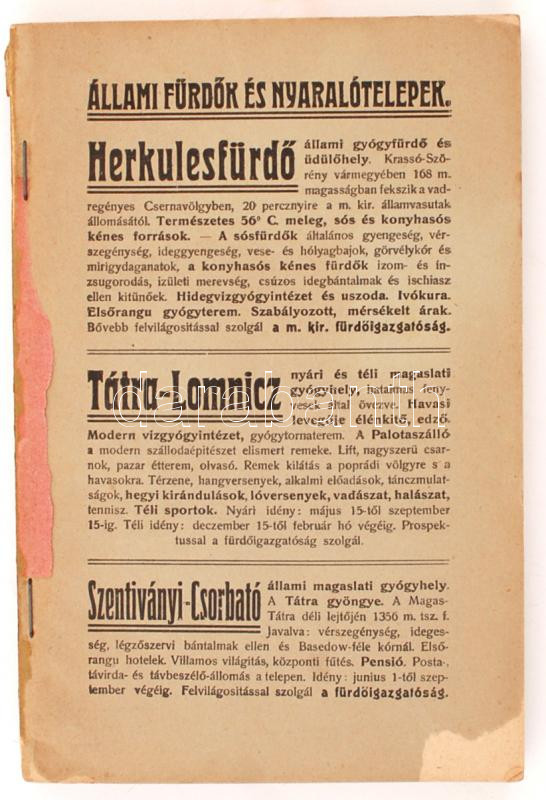 ÁLLAMI FÜRDŐK ÉS NYARALÓTELEPEK.
Herkulesfürdő
állami gyógyfürdő és
üdülőhely. Krassó-Szö-
rény vármegyében 168 m.
magasságban fekszik a vad-
regényes Csernavölgyben, 20 percznyire a m. kir. államvasutak
állomásától. Természetes 56° C. meleg, sós és konyhasós
kénes források. — A sósfürdők általános gyengeség, vér-
szegénység, ideggyengeség, vese- és hólyagbajok, görvélykór és
mirigydaganatok, a konyhasós kénes fürdők izom- és in-
zsugorodás, izületi merevség, csúzos idegbántalmak és ischiasz
ellen kitünőek. Hidegvizgyógyintézet és uszoda. Ivókura.
Elsőrangu gyógyterem. Szabályozott, mérsékelt árak.
Bővebb felvilágositással szolgál a m. kir. fürdőigazgatóság.
Tátra-Lomnicz
nyári és téli magaslati
gyógyhely, hatalmas feny-
vesek által övezve. Havasi
levegője élénkitő, edző.
Modern vizgyógyintézet, gyógytornaterem. A Palotaszálló
a modern szállodaépitészet elismert remeke. Lift, nagyszerű csar-
nok, pazar étterem, olvasó. Remek kilátás a poprádi völgyre s a
havasokra. Térzene, hangversenyek, alkalmi előadások, tánczmulat-
ságok, hegyi kirándulások, lóversenyek, vadászat, halászat,
tennisz. Téli sportok. Nyári idény: május 15-től szeptember
15-ig. Téli idény: deczember 15-től február hó végéig. Prospek-
tussal a fürdőigazgatóság szolgál.
Szentiványi-Csorbató
állami magaslati gyógyhely.
A Tátra gyöngye. A Magas-
Tátra déli lejtőjén 1356 m. tsz. f.
Javalva: vérszegénység, ideges-
ség, légzőszervi bántalmak ellen és Basedow-féle kórnál. Első-
rangu hotelek. Villamos világitás, központi fűtés. Pensió. Posta-,
távirda- és távbeszélő-állomás a telepen. Idény: junius 1-től szep-
tember végéig. Felvilágositással szolgál a fürdőigazgatóság.
darabanth